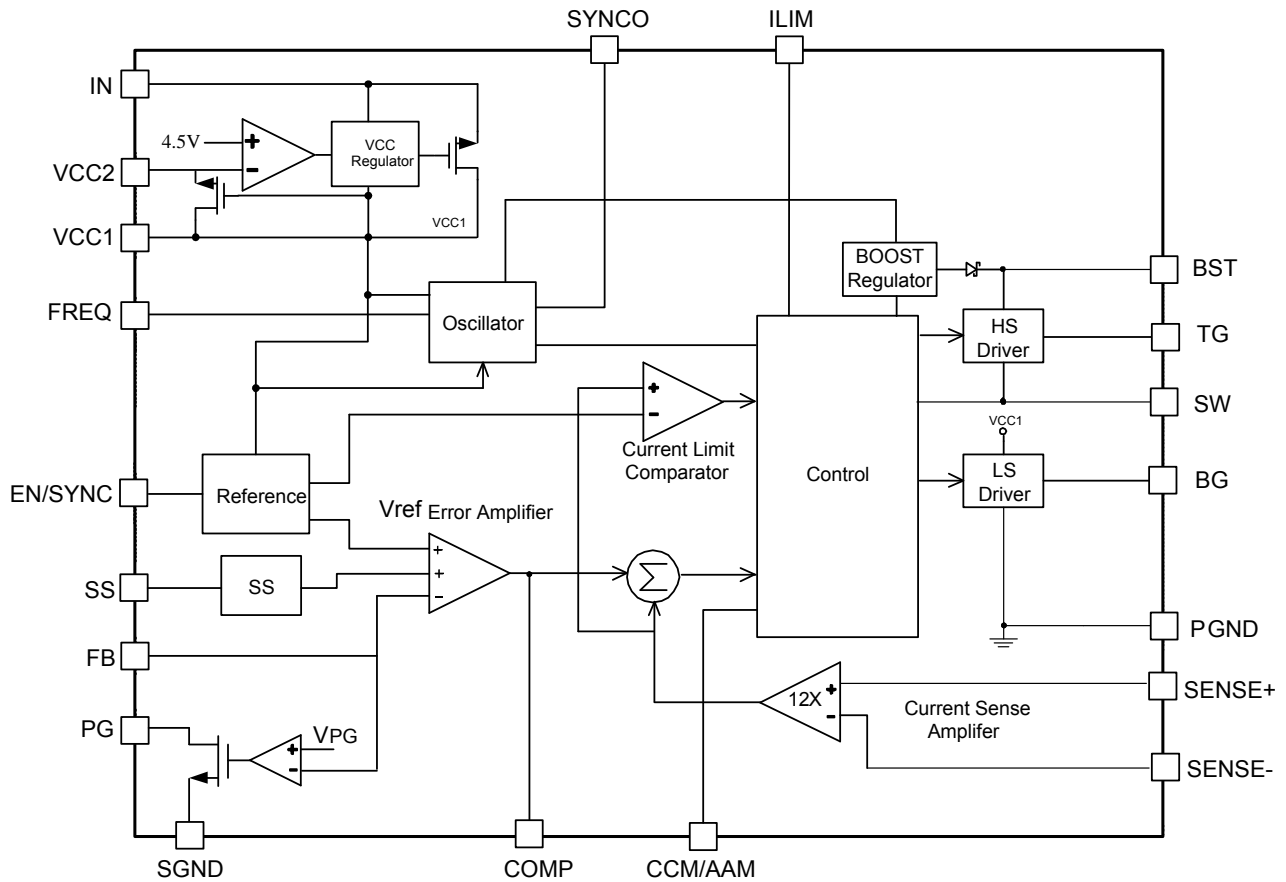 SYNCO
ILIM
IN
4.5V
+
-
VCC
Regulator
VCC2
VCC1
VCC1
FREQ
Oscillator
BOOST
Regulator
BST
HS
Driver
TG
SW
+
-
Current Limit
Comparator
Control
VCC1
LS
Driver
BG
EN/SYNC
Reference
Vref Error Amplifier
+
+
-
SS
SS
Σ
FB
PGND
12X
+
-
Current Sense
Amplifer
SENSE+
SENSE-
PG
VPG
+
-
SGND
COMP
CCM/AAM